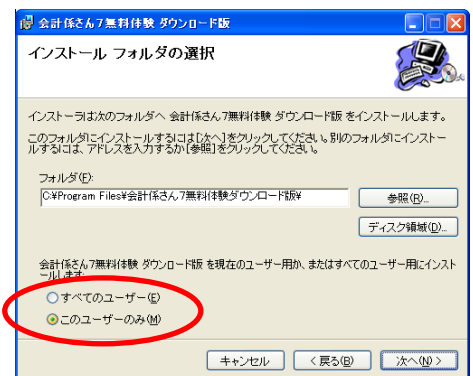 会計係さん7無料体験 ダウンロード版
インストール フォルダの選択
インストーラは次のフォルダへ 会計係さん7無料体験 ダウンロード版 をインストールします。
このフォルダにインストールするには[次へ]をクリックしてください。別のフォルダにインストー
ルするには、アドレスを入力するか[参照]をクリックしてください。
フォルダ(F):
C:¥Program Files¥会計係さん7無料体験ダウンロード版¥
参照(R)...
ディスク領域(D)...
会計係さん7無料体験 ダウンロード版 を現在のユーザー用か、またはすべてのユーザー用にインスト
ールします:
すべてのユーザー(E)
このユーザーのみ(M)
キャンセル
< 戻る(B)
次へ(N) >